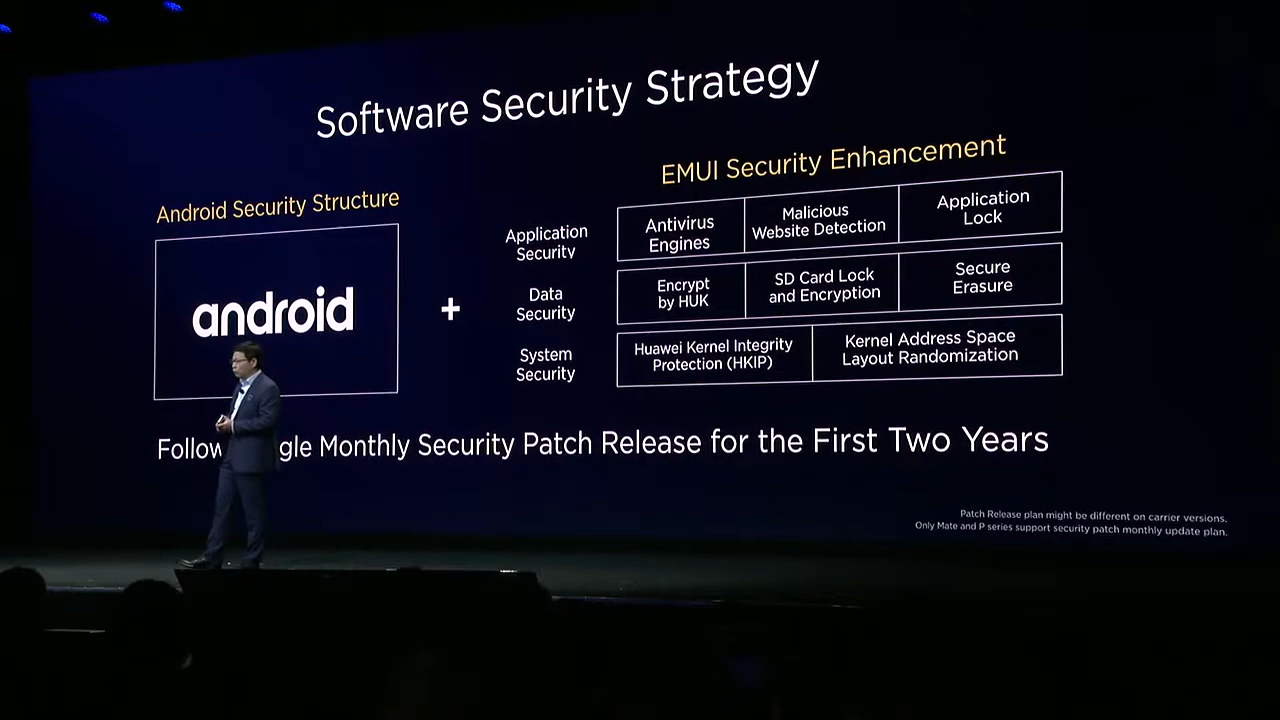 Software Security Strategy
Android Security Structure
android
+
EMUI Security Enhancement
Application
Security
Antivirus
Engines
Malicious
Website Detection
Application
Lock
Data
Security
Encrypt
by HUK
SD Card Lock
and Encryption
Secure
Erasure
System
Security
Huawei Kernel Integrity
Protection (HKIP)
Kernel Address Space
Layout Randomization
Follow gle Monthly Security Patch Release for the First Two Years
Patch Release plan might be different on carrier versions.
Only Mate and P series support security patch monthly update plan.